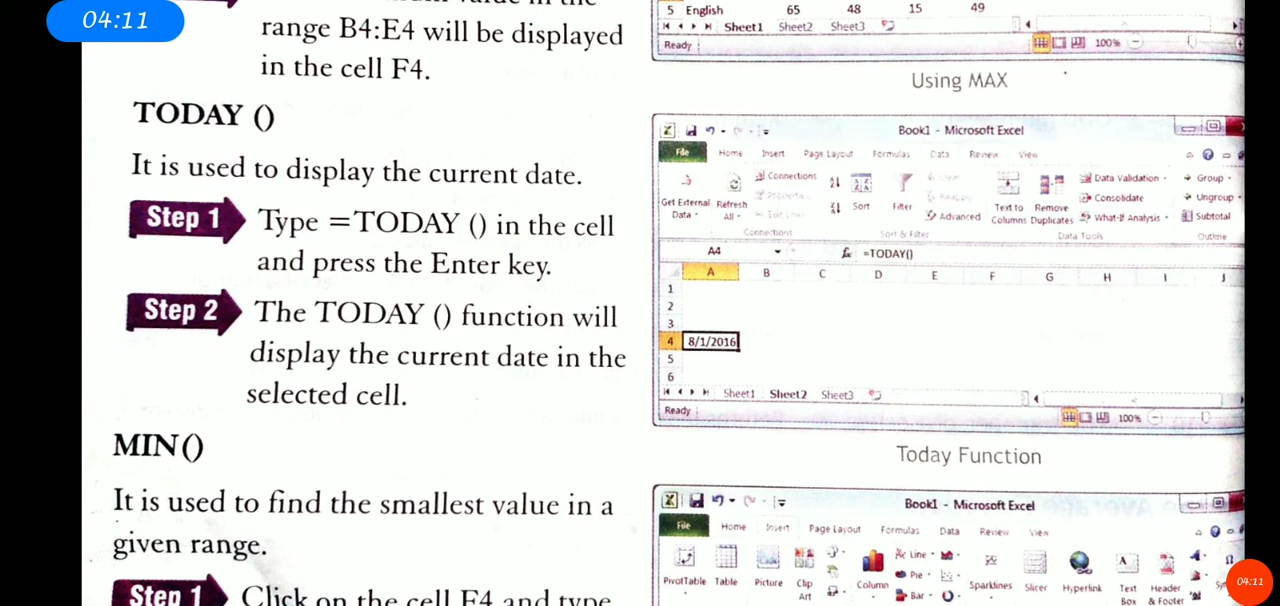 04:11
range B4:E4 will be displayed
in the cell F4.
TODAY ()
It is used to display the current date.
Step 1 Type =TODAY () in the cell
and press the Enter key.
Step 2 The TODAY () function will
display the current date in the
selected cell.
MIN()
It is used to find the smallest value in a
given range.
Step 1 Click on the cell F4 and type
5 English 65 48 15 49
Sheet1 Sheet2 Sheet3
Ready 100%
Using MAX
Book1 - Microsoft Excel
File Home Insert Page Layout Formulas Data Review View
Connections Data Validation Group
Properties Clear Reapply Consolidate Ungroup
Get External Refresh Sort Filter Text to Remove
Data All Edit Links Advanced Columns Duplicates What-If Analysis Subtotal
Connections Sort & Filter Data Tools Outline
A4 fx =TODAY()
A B C D E F G H I J
1
2
3
4 8/1/2016
5
6
Sheet1 Sheet2 Sheet3
Ready 100%
Today Function
Book1 - Microsoft Excel
File Home Insert Page Layout Formulas Data Review View
Line
PivotTable Table Picture Clip Column Pie Sparklines Slicer Hyperlink Text Header
Art Bar Box & Footer
04:11